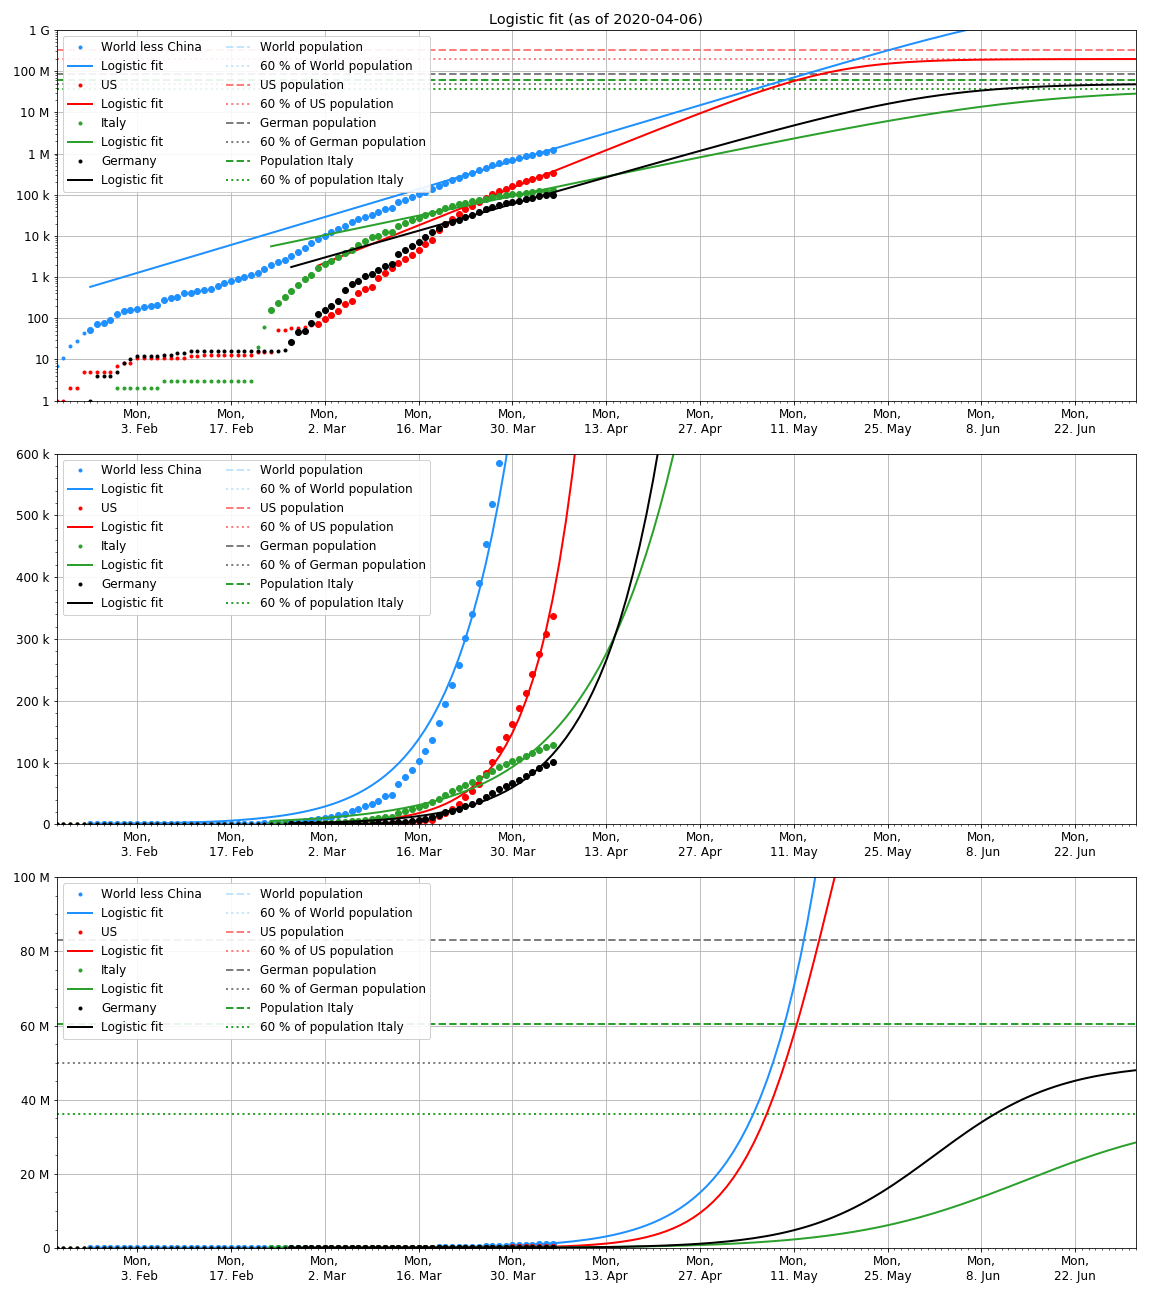 Logistic fit (as of 2020-04-06)
1 G
100 M
10 M
1 M
100 k
10 k
1 k
100
10
1
World less China
Logistic fit
US
Logistic fit
Italy
Logistic fit
Germany
Logistic fit
World population
60 % of World population
US population
60 % of US population
German population
60 % of German population
Population Italy
60 % of population Italy
Mon,
3. Feb
Mon,
17. Feb
Mon,
2. Mar
Mon,
16. Mar
Mon,
30. Mar
Mon,
13. Apr
Mon,
27. Apr
Mon,
11. May
Mon,
25. May
Mon,
8. Jun
Mon,
22. Jun
600 k
500 k
400 k
300 k
200 k
100 k
0
World less China
Logistic fit
US
Logistic fit
Italy
Logistic fit
Germany
Logistic fit
World population
60 % of World population
US population
60 % of US population
German population
60 % of German population
Population Italy
60 % of population Italy
Mon,
3. Feb
Mon,
17. Feb
Mon,
2. Mar
Mon,
16. Mar
Mon,
30. Mar
Mon,
13. Apr
Mon,
27. Apr
Mon,
11. May
Mon,
25. May
Mon,
8. Jun
Mon,
22. Jun
100 M
80 M
60 M
40 M
20 M
0
World less China
Logistic fit
US
Logistic fit
Italy
Logistic fit
Germany
Logistic fit
World population
60 % of World population
US population
60 % of US population
German population
60 % of German population
Population Italy
60 % of population Italy
Mon,
3. Feb
Mon,
17. Feb
Mon,
2. Mar
Mon,
16. Mar
Mon,
30. Mar
Mon,
13. Apr
Mon,
27. Apr
Mon,
11. May
Mon,
25. May
Mon,
8. Jun
Mon,
22. Jun